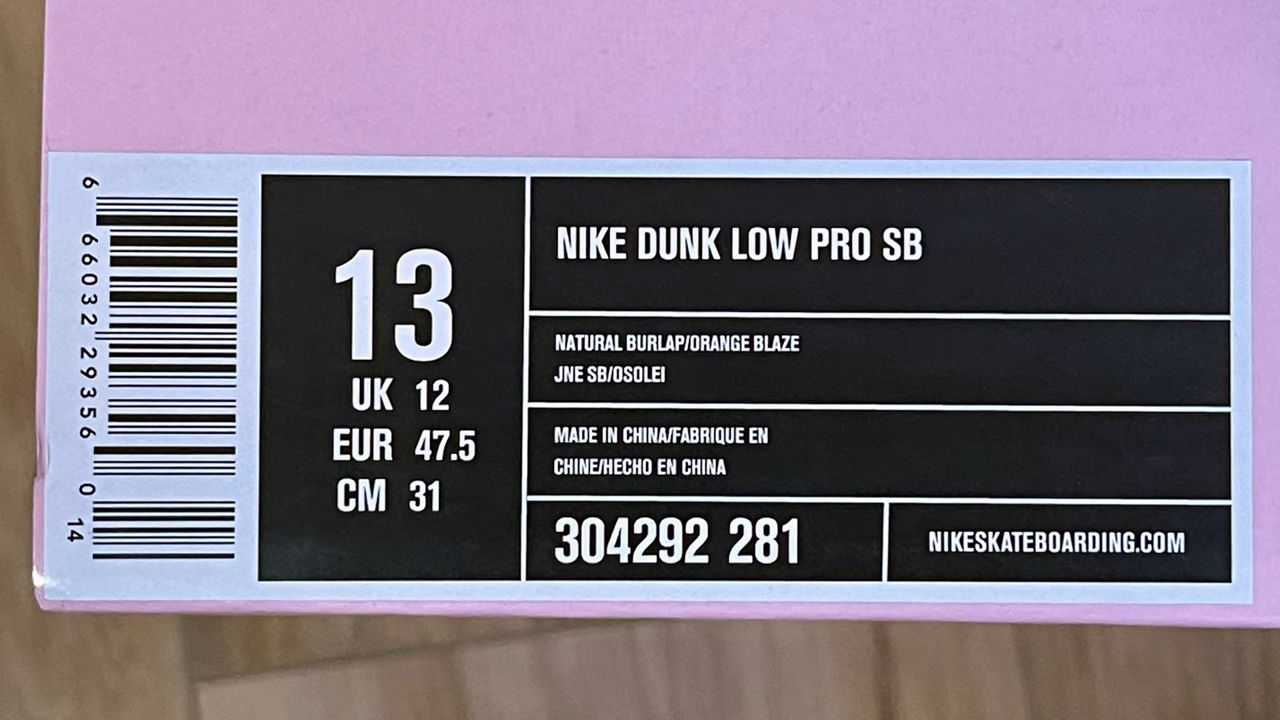 6 66032 29356 0
14
13
UK 12
EUR 47.5
CM 31
NIKE DUNK LOW PRO SB
NATURAL BURLAP/ORANGE BLAZE
JNE SB/OSOLEI
MADE IN CHINA/FABRIQUE EN
CHINE/HECHO EN CHINA
304292 281
NIKESKATEBOARDING.COM